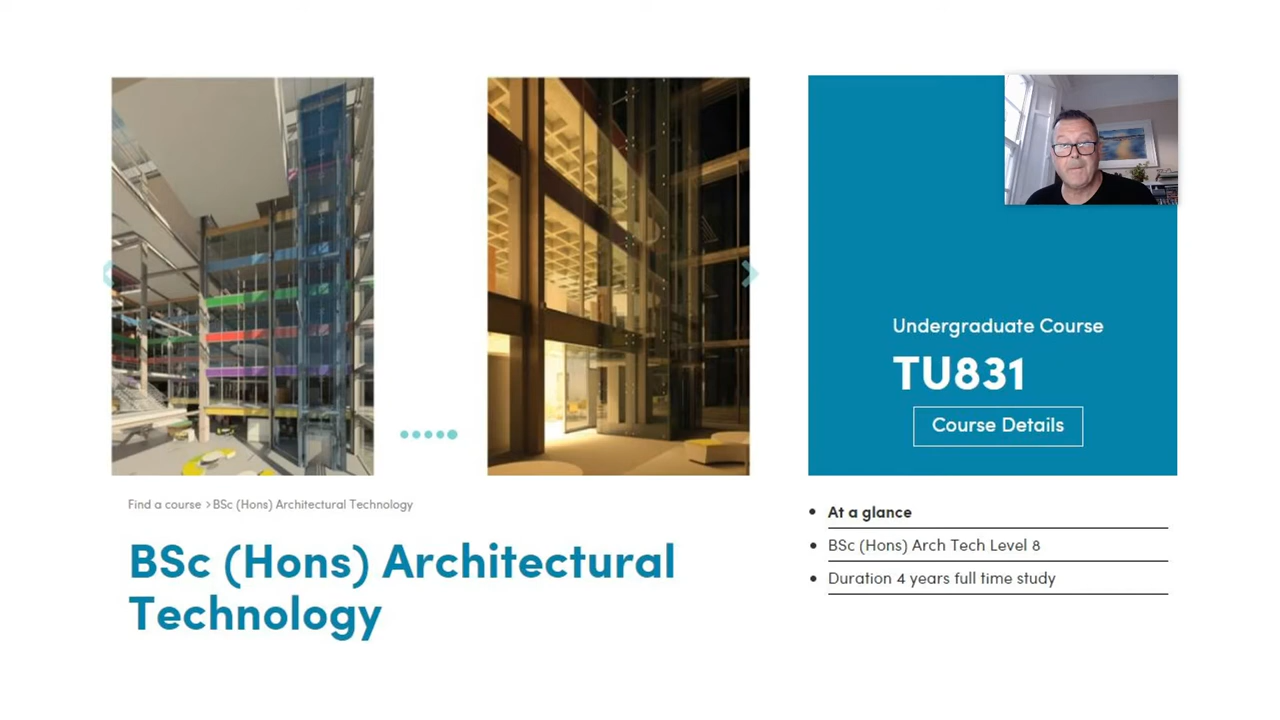 Undergraduate Course
TU831
Course Details
Find a course >BSc (Hons) Architectural Technology
BSc (Hons) Architectural
Technology
At a glance
BSc (Hons) Arch Tech Level 8
Duration 4 years full time study